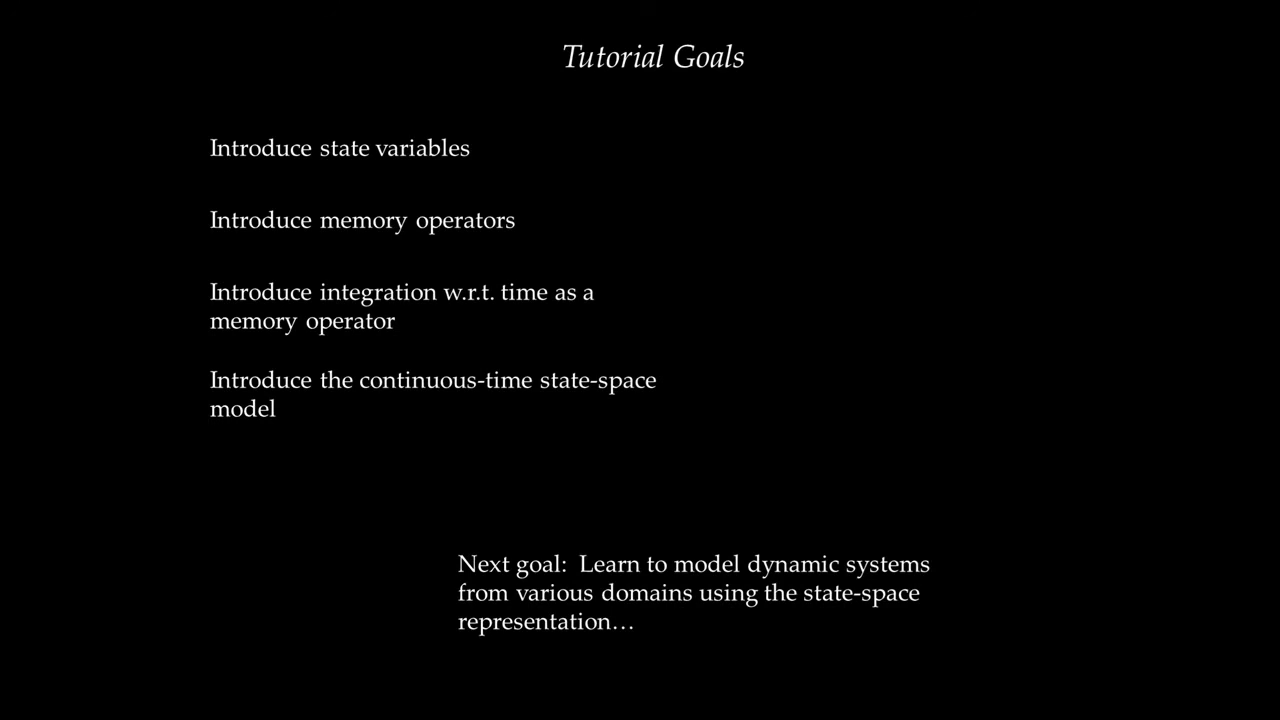 Tutorial Goals
Introduce state variables
Introduce memory operators
Introduce integration w.r.t. time as a
memory operator
Introduce the continuous-time state-space
model
Next goal: Learn to model dynamic systems
from various domains using the state-space
representation…